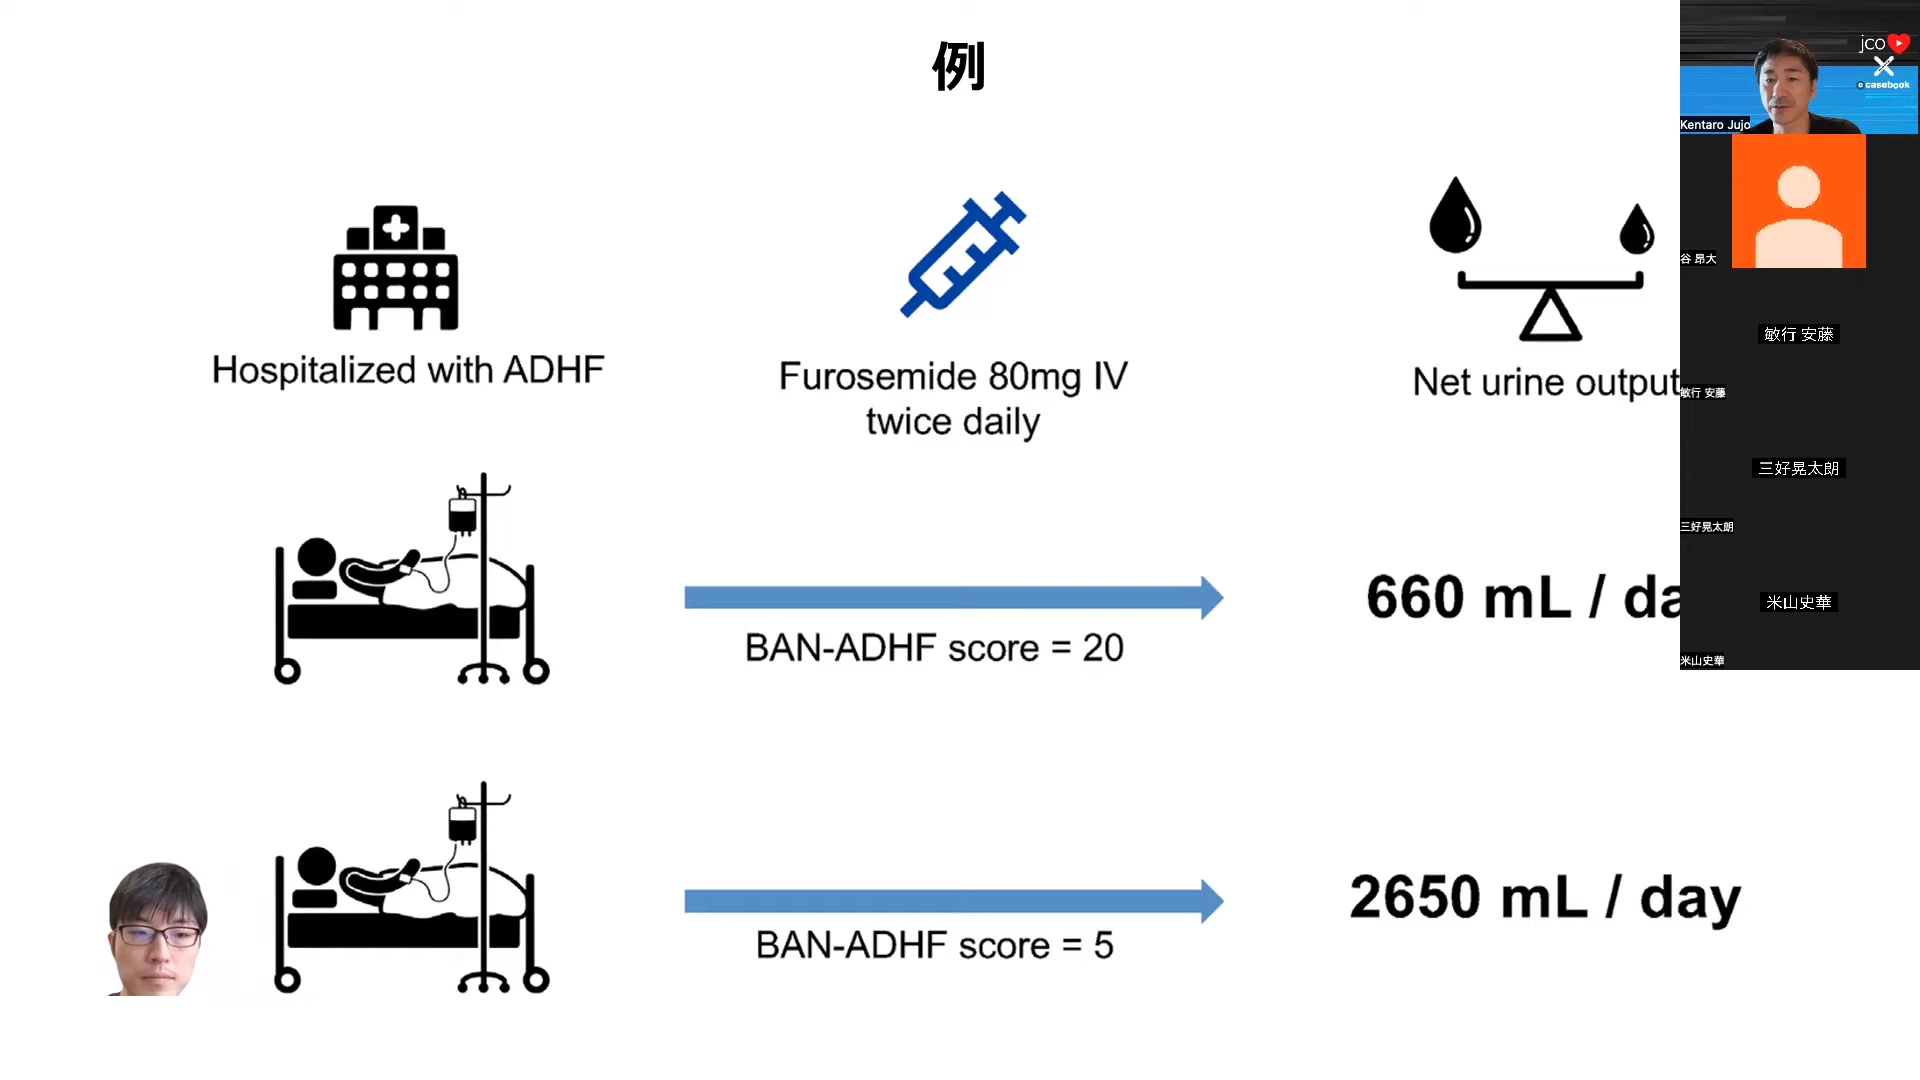 例
Hospitalized with ADHF
Furosemide 80mg IV
twice daily
Net urine output
BAN-ADHF score = 20
660 mL / da
BAN-ADHF score = 5
2650 mL / day
jco
e casebook
Kentaro Jujo
谷 昂大
敏行 安藤
敏行 安藤
三好晃太朗
三好晃太朗
米山史華
米山史華